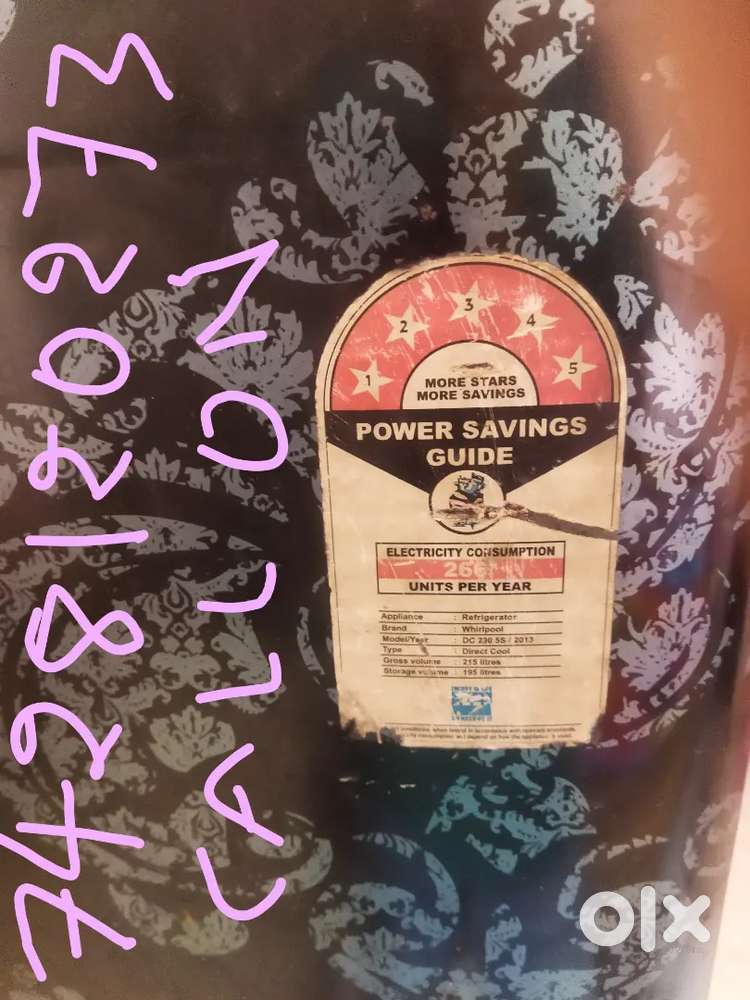 7428120273
CALL ON
1 2 3 4 5
MORE STARS
MORE SAVINGS
POWER SAVINGS
GUIDE
ELECTRICITY CONSUMPTION
266
UNITS PER YEAR
Appliance : Refrigerator
Brand : Whirlpool
Model/Year : DC 230 5S / 2013
Type : Direct Cool
Gross volume : 215 litres
Storage volume : 195 litres
olx